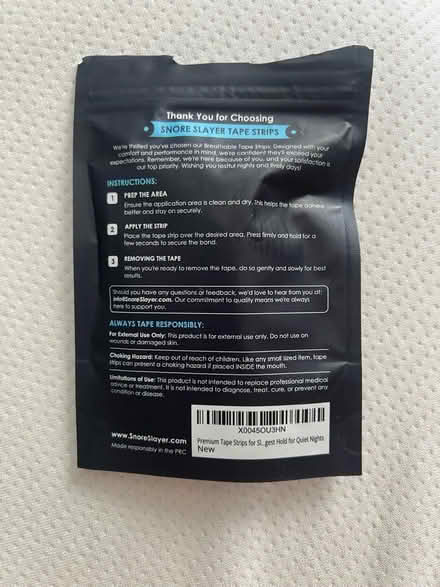 Thank You for Choosing
SNORE SLAYER TAPE STRIPS
We're thrilled you've chosen our Breathable Tape Strips. Designed with your
comfort and performance in mind, we're confident they'll exceed your
expectations. Remember, we're here because of you, and your satisfaction is
our top priority. Wishing you restful nights and lively days!
INSTRUCTIONS:
1 PREP THE AREA
Ensure the application area is clean and dry. This helps the tape adhere
better and stay on securely.
2 APPLY THE STRIP
Place the tape strip over the desired area. Press firmly and hold for a
few seconds to secure the bond.
3 REMOVING THE TAPE
When you're ready to remove the tape, do so gently and slowly for best
results.
Should you have any questions or feedback, we'd love to hear from you at:
info@SnoreSlayer.com. Our commitment to quality means we're always
here to support you.
ALWAYS TAPE RESPONSIBLY:
For External Use Only: This product is for external use only. Do not use on
wounds or damaged skin.
Choking Hazard: Keep out of reach of children. Like any small sized item, tape
strips can present a choking hazard if placed INSIDE the mouth.
Limitations of Use: This product is not intended to replace professional medical
advice or treatment. It is not intended to diagnose, treat, cure, or prevent any
condition or disease.
www.SnoreSlayer.com
Made responsibly in the PRC
X0045OU3HN
Premium Tape Strips for Sl...gest Hold for Quiet Nights
New